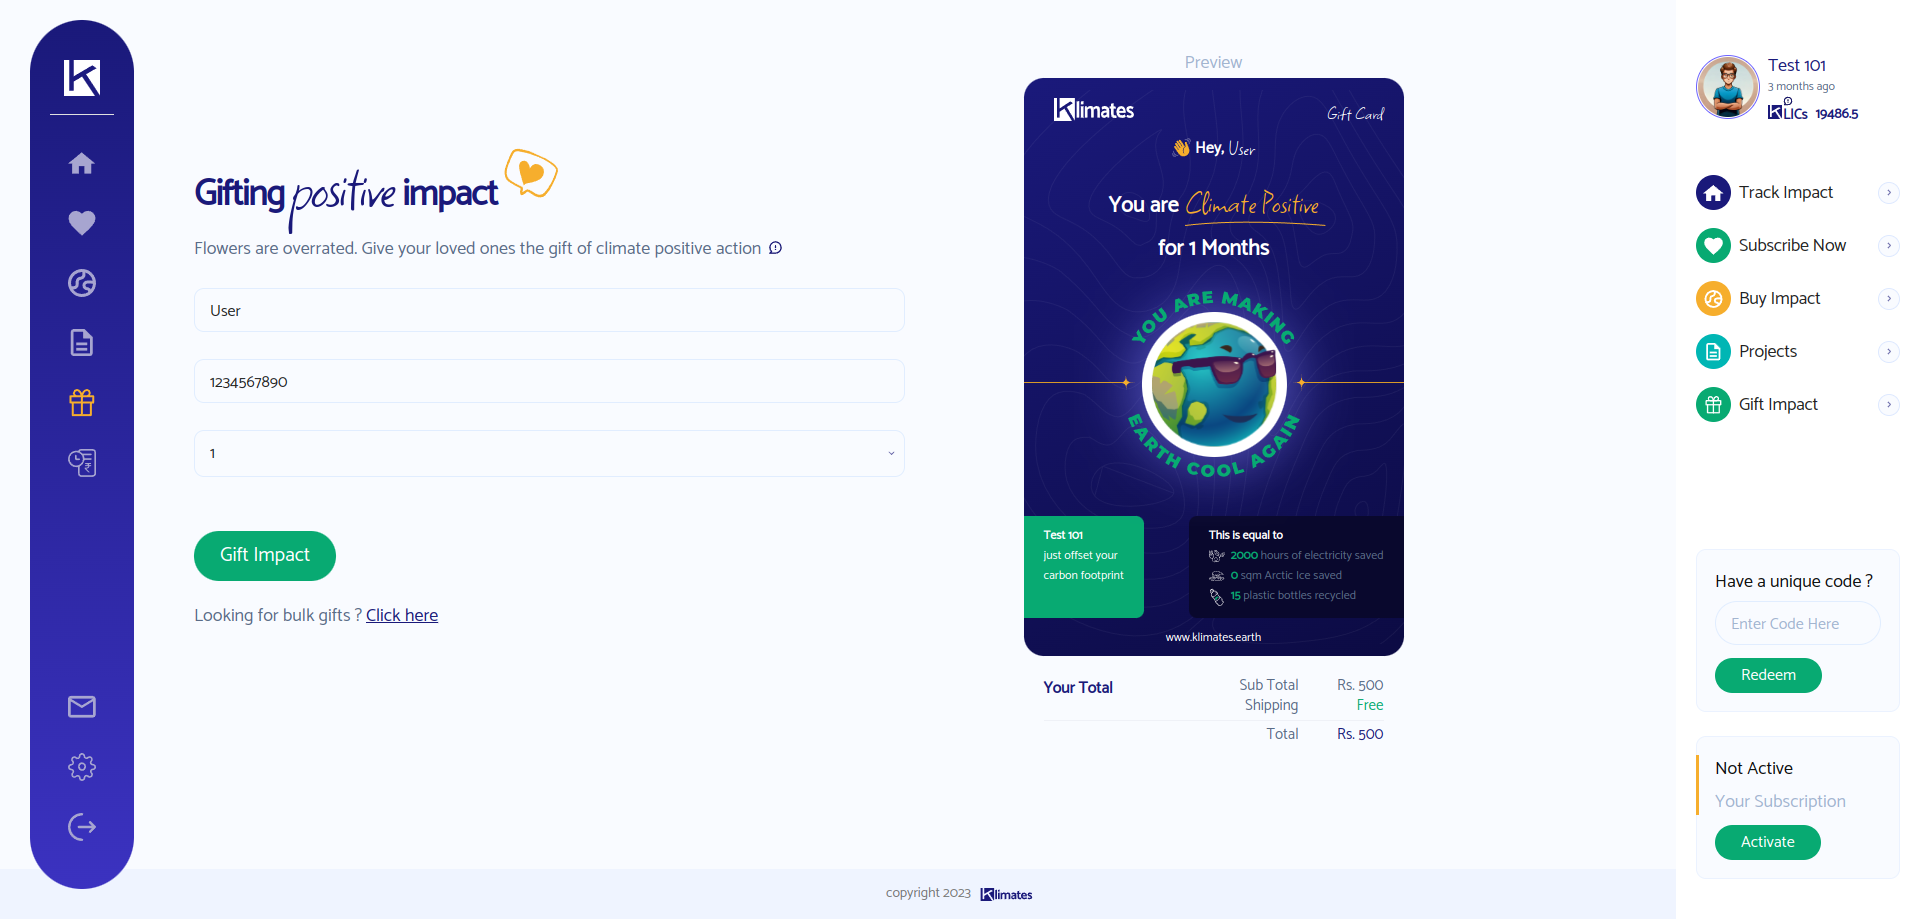 Gifting positive impact
Flowers are overrated. Give your loved ones the gift of climate positive action
User
1234567890
1
Gift Impact
Looking for bulk gifts ? Click here
Preview
Klimates
Gift Card
👋 Hey, User
You are Climate Positive
for 1 Months
YOU ARE MAKING
EARTH COOL AGAIN
Test 101
just offset your
carbon footprint
This is equal to
2000 hours of electricity saved
0 sqm Arctic Ice saved
15 plastic bottles recycled
www.klimates.earth
Your Total
Sub Total Rs. 500
Shipping Free
Total Rs. 500
copyright 2023 Klimates
Test 101
3 months ago
KLICs 19486.5
Track Impact
Subscribe Now
Buy Impact
Projects
Gift Impact
Have a unique code ?
Enter Code Here
Redeem
Not Active
Your Subscription
Activate